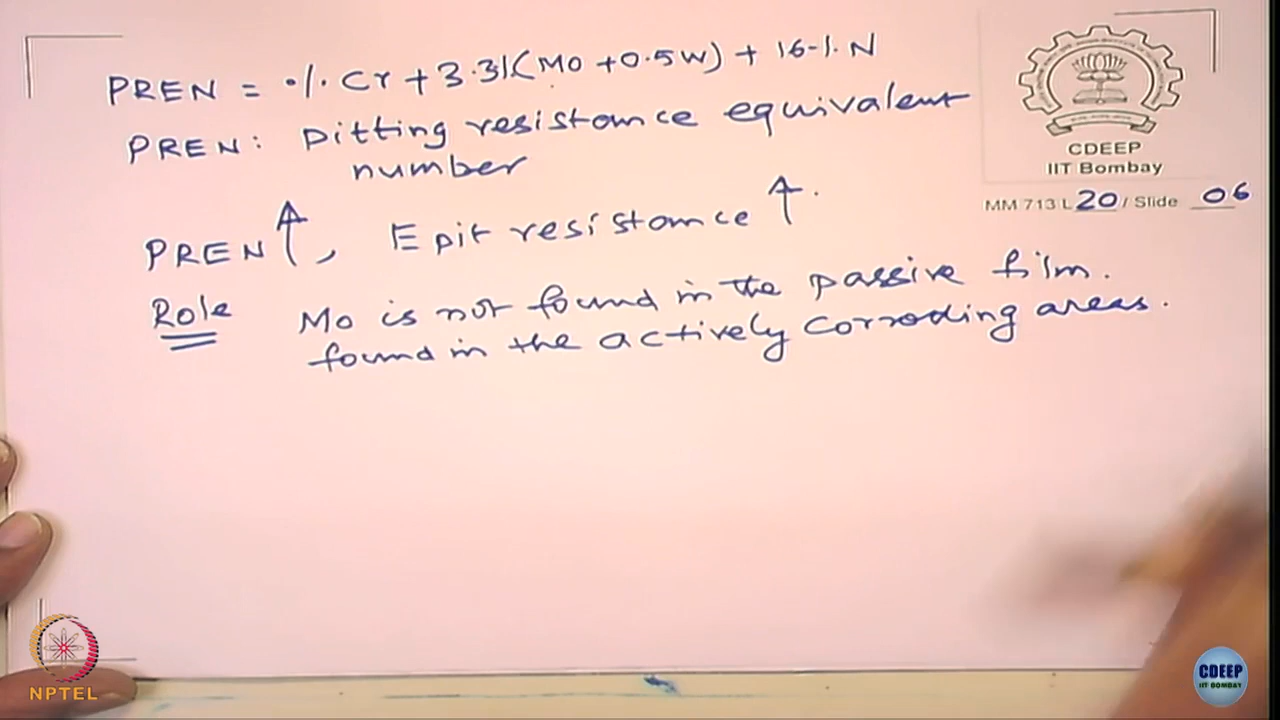 PREN = %. Cr + 3.31(Mo + 0.5W) + 16%. N
PREN: Pitting resistance equivalent
number
PREN ↑, Epit resistance ↑.
Role Mo is not found in the passive film.
found in the actively corroding areas.
CDEEP
IIT Bombay
MM 713 L 20 / Slide 06
NPTEL
CDEEP
IIT BOMBAY